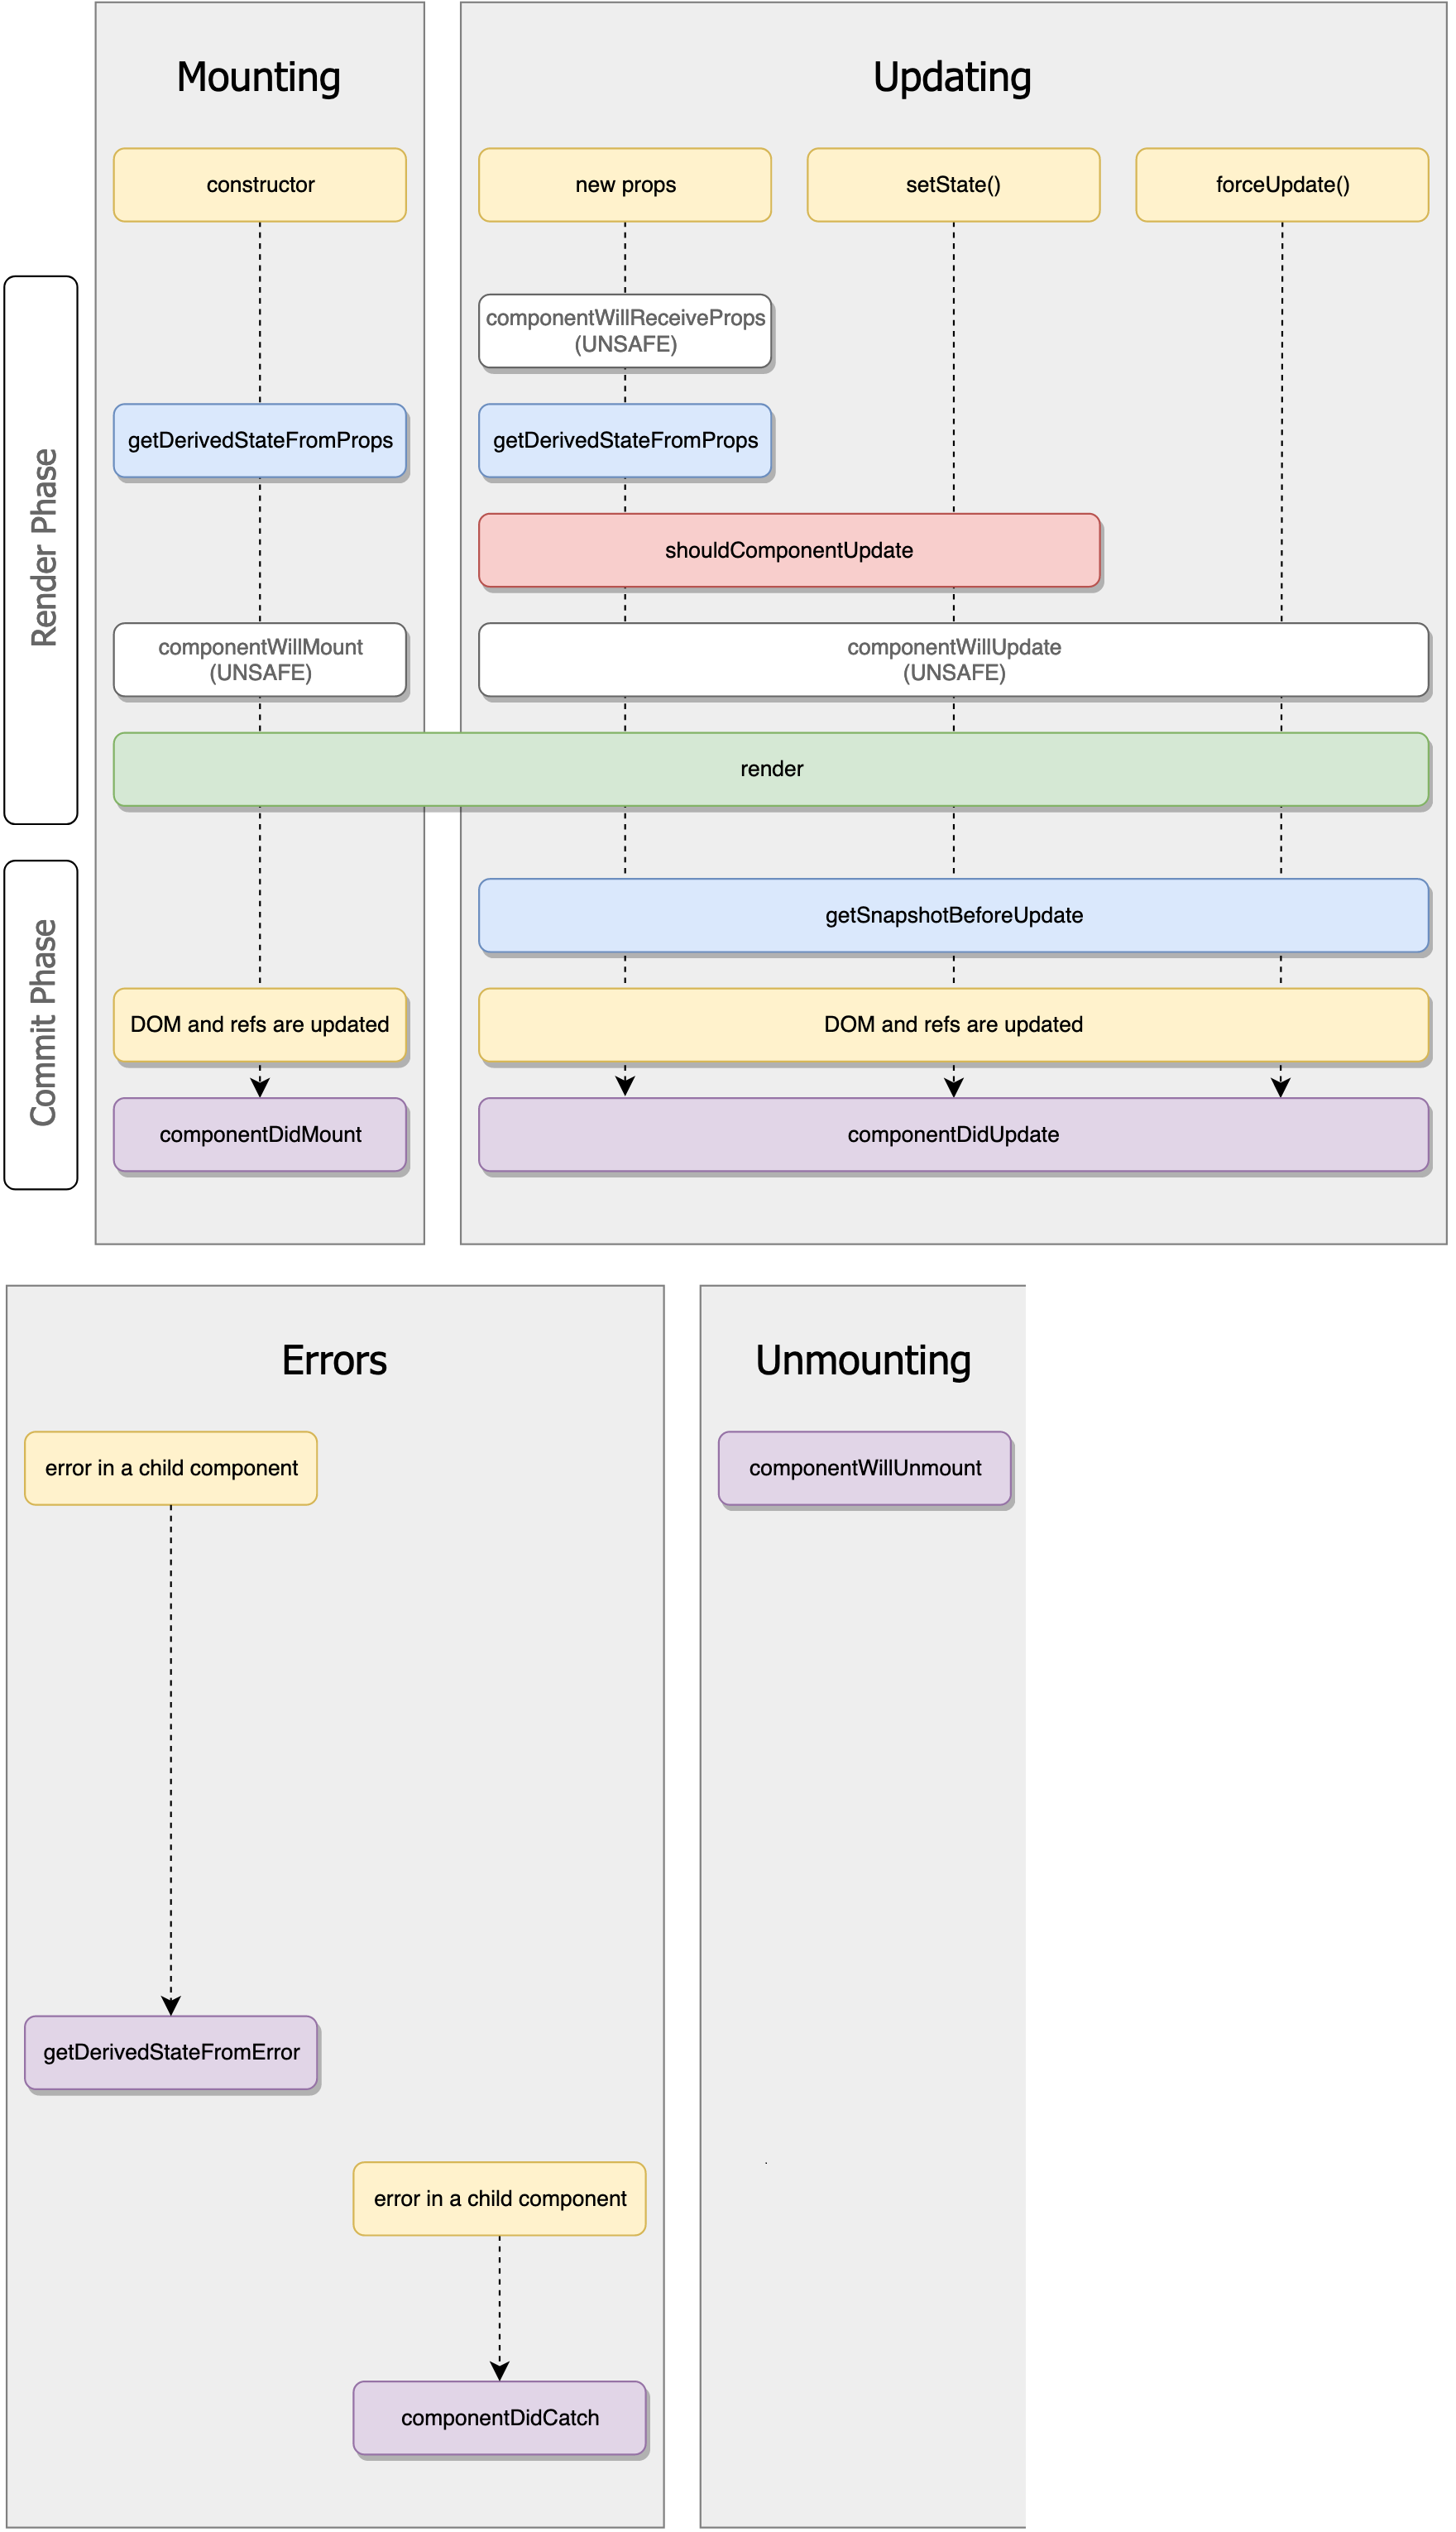 Mounting
Updating
constructor
new props
setState()
forceUpdate()
Render Phase
componentWillReceiveProps
(UNSAFE)
getDerivedStateFromProps
getDerivedStateFromProps
shouldComponentUpdate
componentWillMount
(UNSAFE)
componentWillUpdate
(UNSAFE)
render
Commit Phase
getSnapshotBeforeUpdate
DOM and refs are updated
DOM and refs are updated
componentDidMount
componentDidUpdate
Errors
Unmounting
error in a child component
componentWillUnmount
getDerivedStateFromError
error in a child component
componentDidCatch